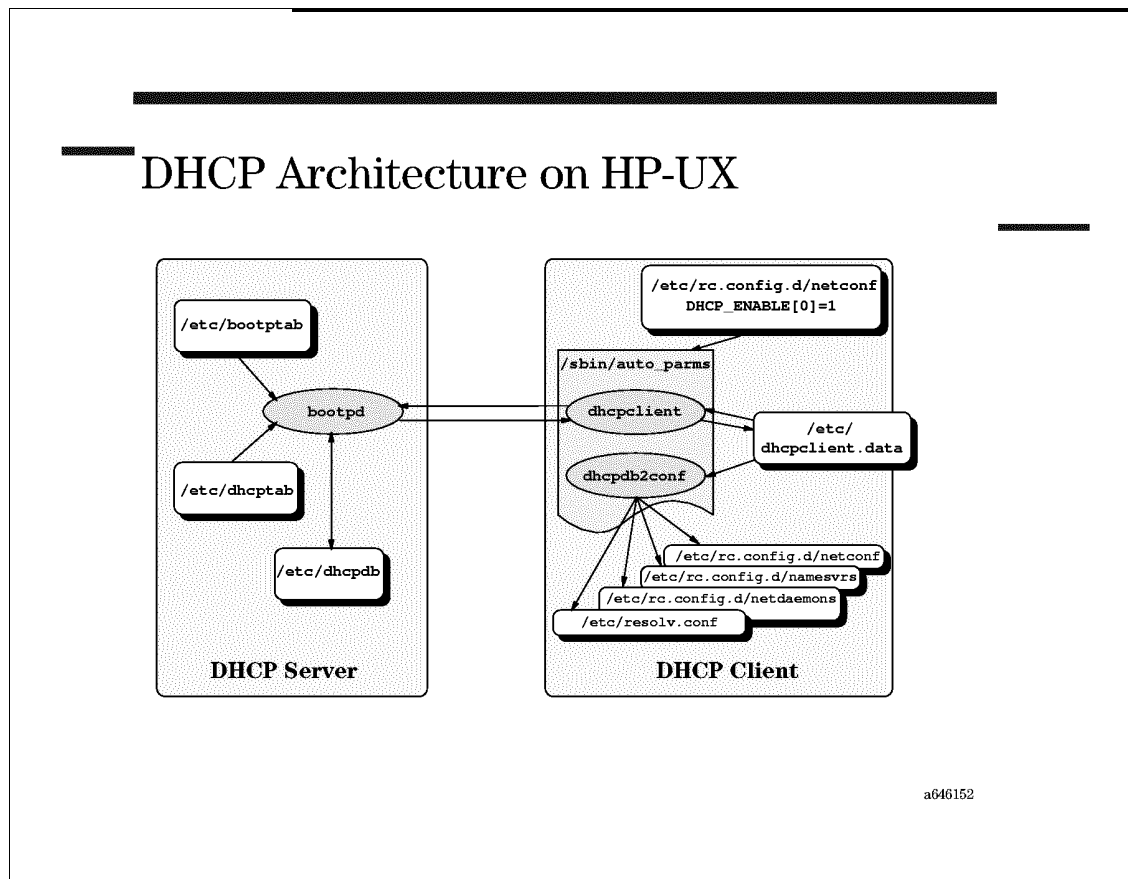 DHCP Architecture on HP-UX
/etc/bootptab
bootpd
/etc/dhcptab
/etc/dhcpdb
DHCP Server
/etc/rc.config.d/netconf
DHCP_ENABLE[0]=1
/sbin/auto_parms
dhcpclient
/etc/
dhcpclient.data
dhcpdb2conf
/etc/rc.config.d/netconf
/etc/rc.config.d/namesvrs
/etc/rc.config.d/netdaemons
/etc/resolv.conf
DHCP Client
a646152